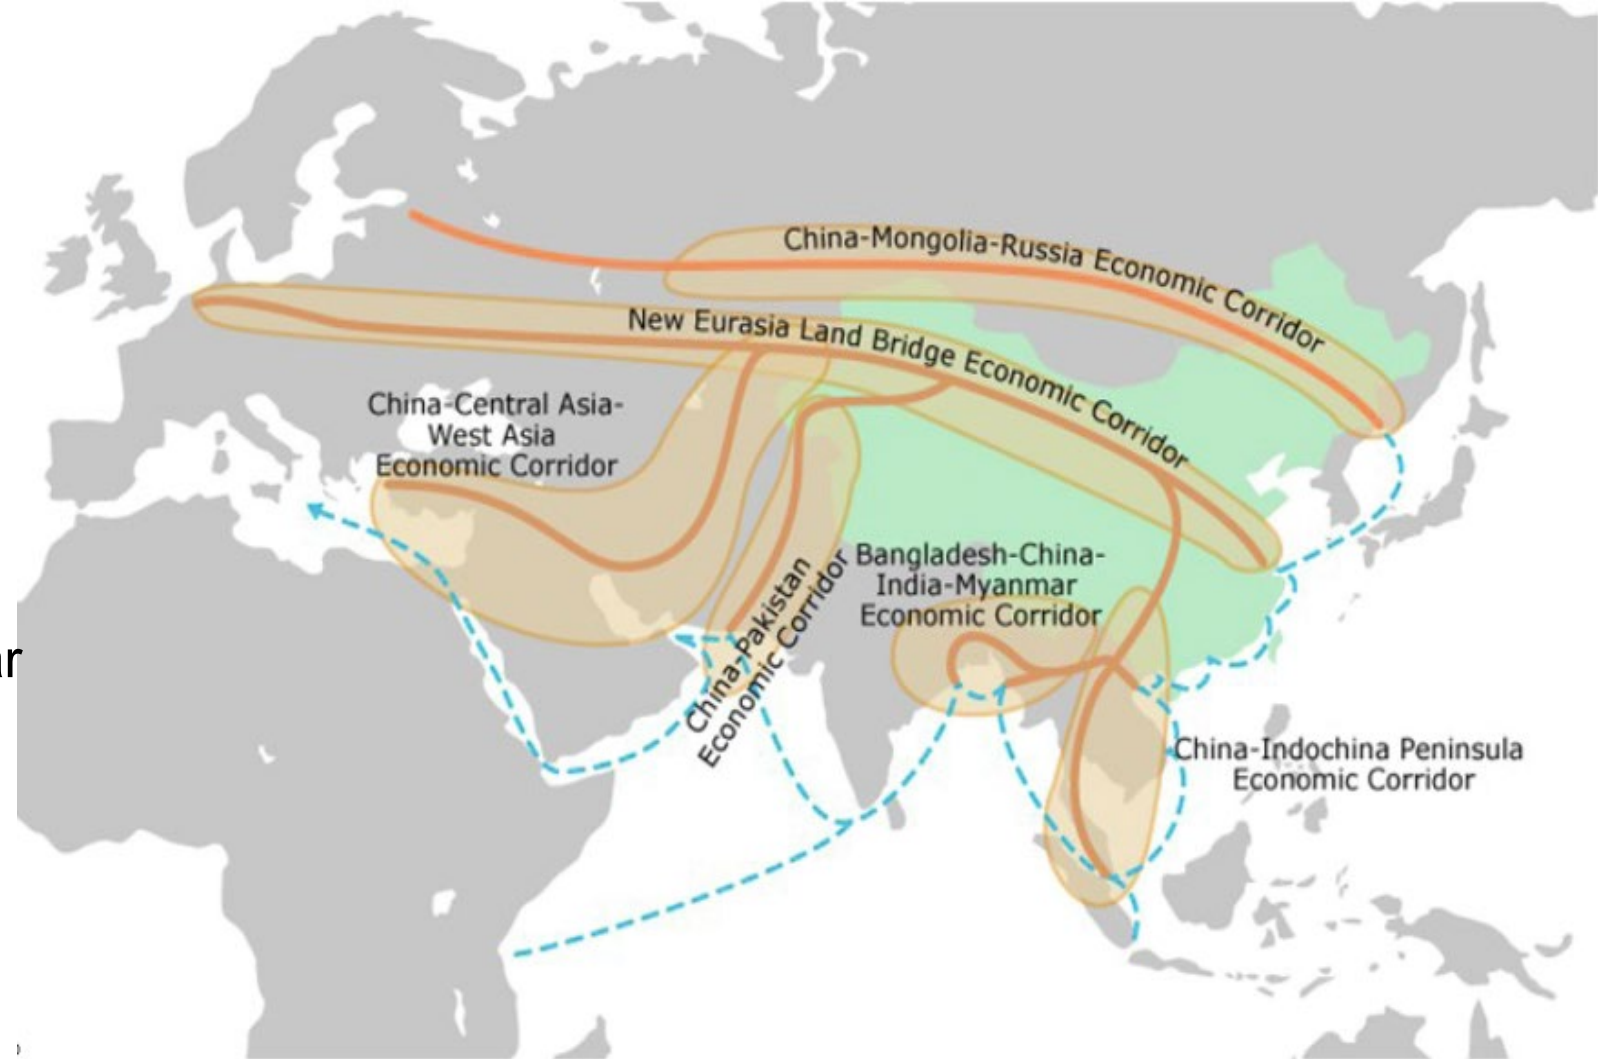 China-Mongolia-Russia Economic Corridor
New Eurasia Land Bridge Economic Corridor
China-Central Asia-
West Asia
Economic Corridor
China-Pakistan
Economic Corridor
Bangladesh-China-
India-Myanmar
Economic Corridor
China-Indochina Peninsula
Economic Corridor
ar